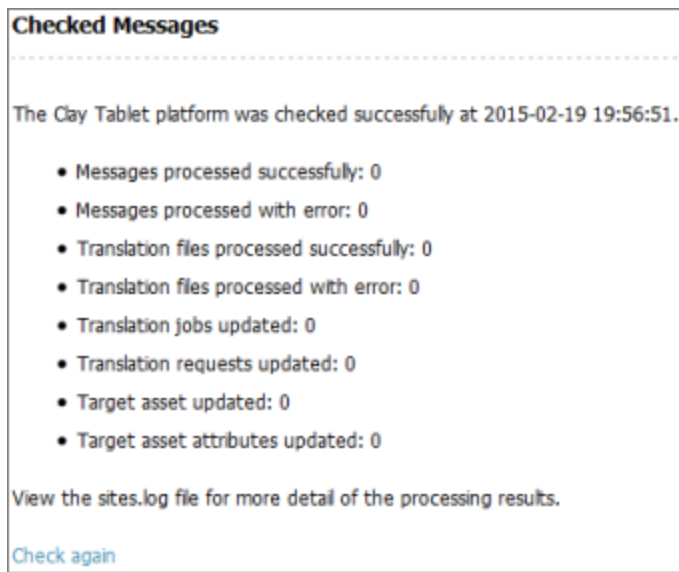 Checked Messages
The Clay Tablet platform was checked successfully at 2015-02-19 19:56:51.
• Messages processed successfully: 0
• Messages processed with error: 0
• Translation files processed successfully: 0
• Translation files processed with error: 0
• Translation jobs updated: 0
• Translation requests updated: 0
• Target asset updated: 0
• Target asset attributes updated: 0
View the sites.log file for more detail of the processing results.
Check again